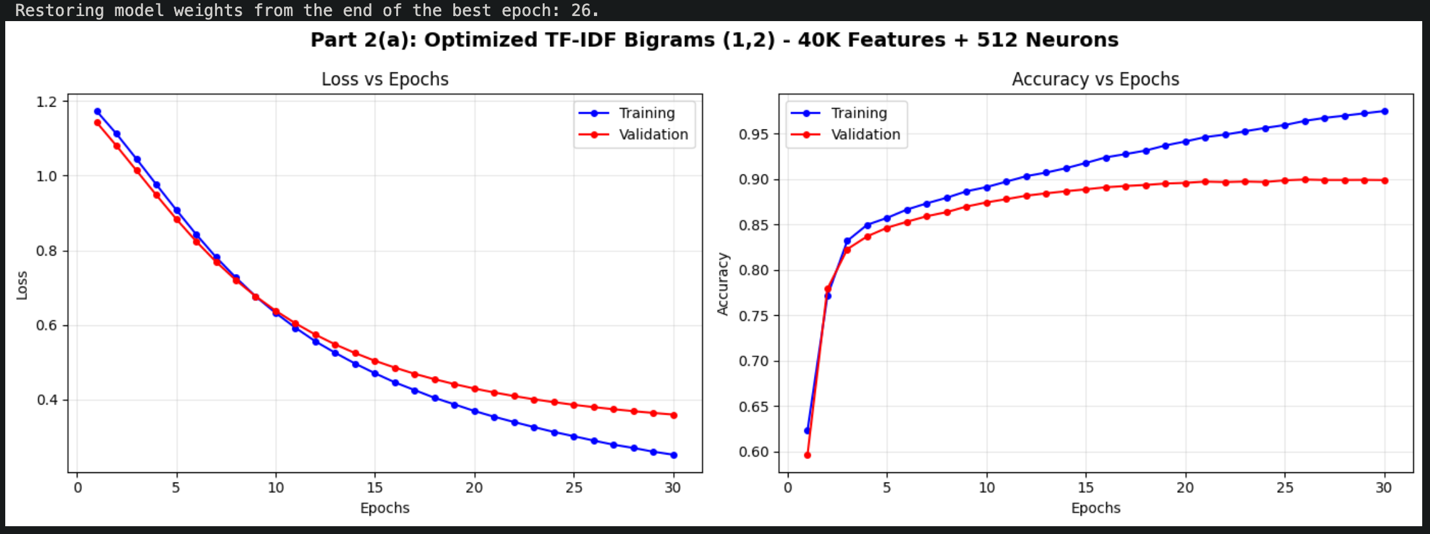 Restoring model weights from the end of the best epoch: 26.
Part 2(a): Optimized TF-IDF Bigrams (1,2) - 40K Features + 512 Neurons
Loss vs Epochs
Training
Validation
1.2
1.0
0.8
0.6
0.4
Loss
0
5
10
15
20
25
30
Epochs
Accuracy vs Epochs
Training
Validation
0.95
0.90
0.85
0.80
0.75
0.70
0.65
0.60
Accuracy
0
5
10
15
20
25
30
Epochs